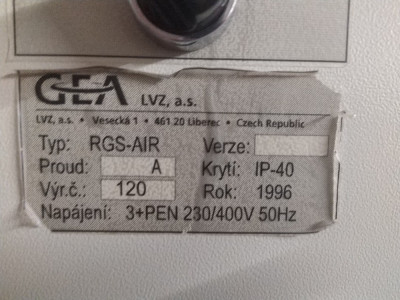 GEA LVZ, a.s.
LVZ, a.s. • Vesecká 1 • 461 20 Liberec • Czech Republic
Typ: RGS-AIR Verze:
Proud: A Krytí: IP-40
Výr.č.: 120 Rok: 1996
Napájení: 3+PEN 230/400V 50Hz